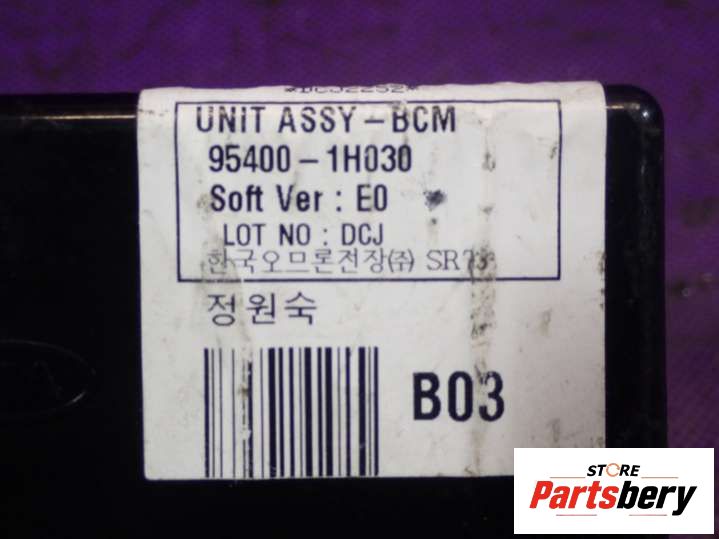 *DCJ2252*
UNIT ASSY-BCM
95400-1H030
Soft Ver : E0
LOT NO : DCJ
한국오므론전장㈜
정원숙
B03
STORE
Partsbery